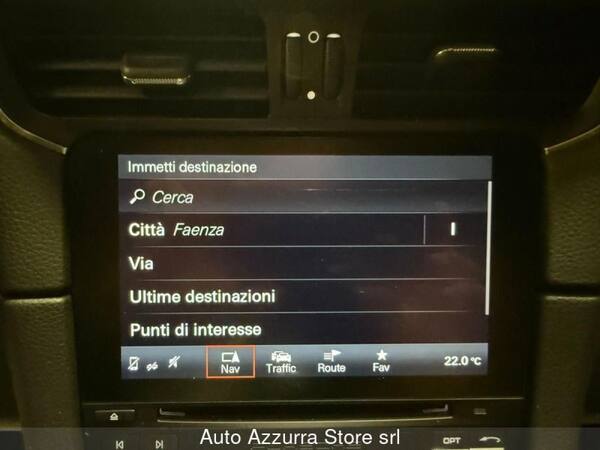 Immetti destinazione
Cerca
Città Faenza I
Via
Ultime destinazioni
Punti di interesse
Nav Traffic Route Fav 22.0 °C
OPT
Auto Azzurra Store srl